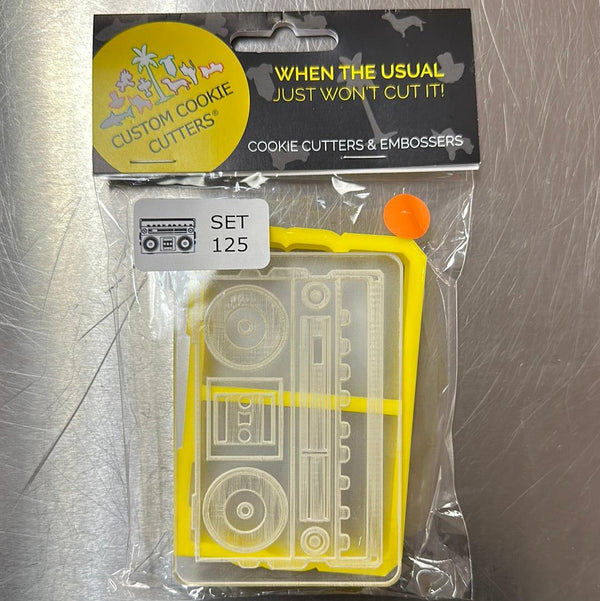 CUSTOM COOKIE
CUTTERS®
WHEN THE USUAL
JUST WON'T CUT IT!
COOKIE CUTTERS & EMBOSSERS
SET
125